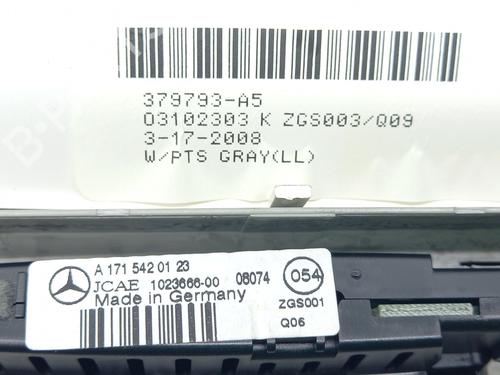 379793-A5
03102303 K ZGS003/Q09
3-17-2008
W/PTS GRAY(LL)
A 171 542 01 23
JCAE 1023666-00 08074
Made in Germany
054
ZGS001
Q06